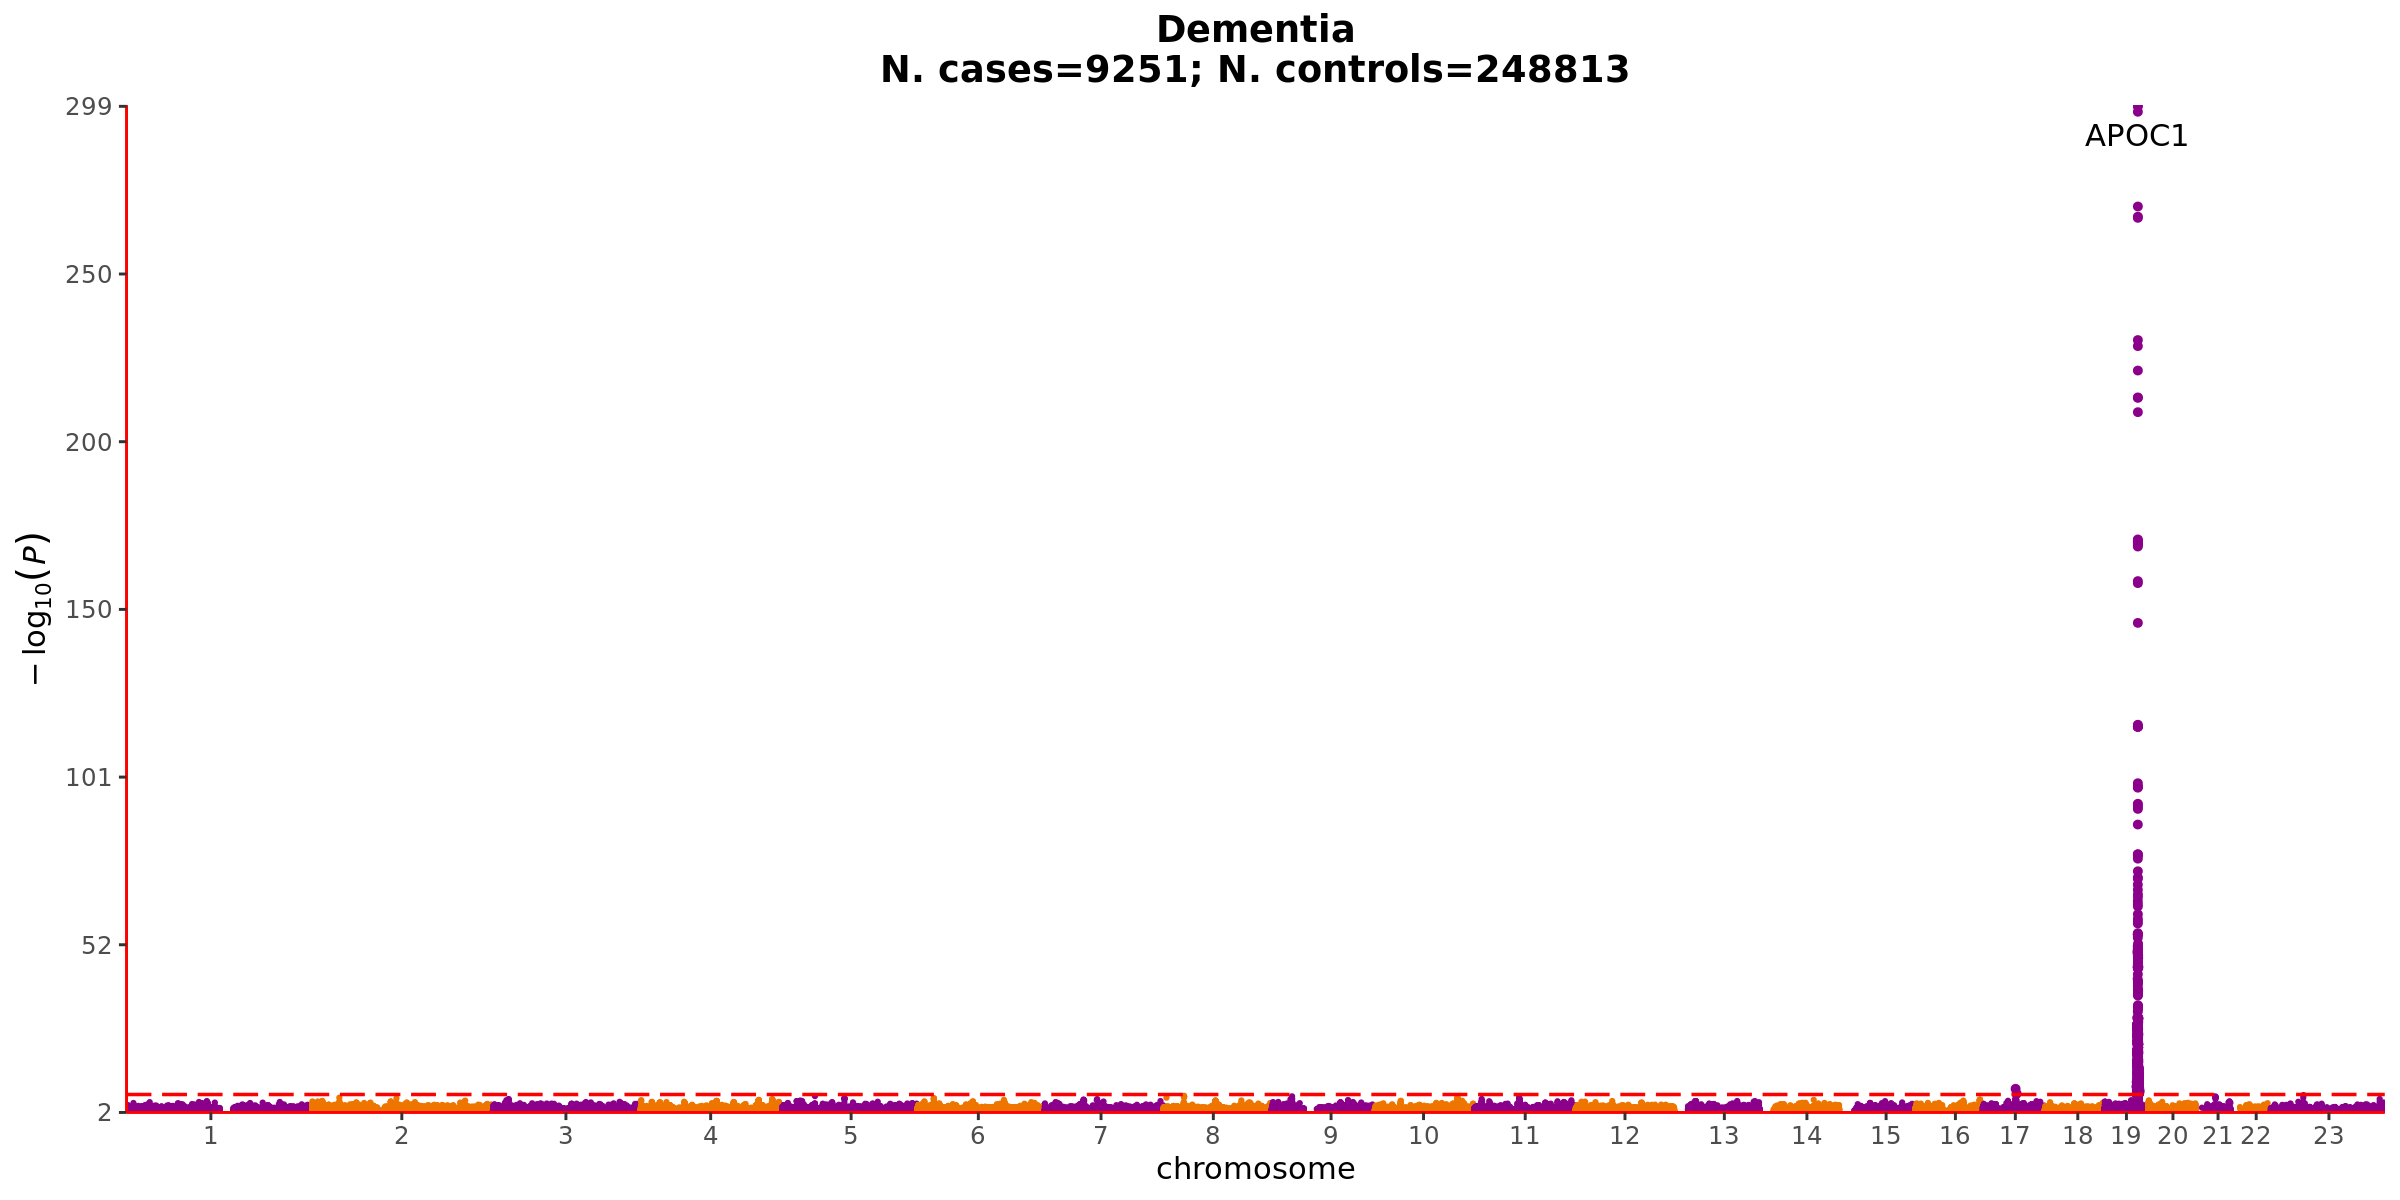 Dementia
N. cases=9251; N. controls=248813
299
APOC1
250
200
150
101
52
2
−log10(P)
1 2 3 4 5 6 7 8 9 10 11 12 13 14 15 16 17 18 19 20 21 22 23
chromosome